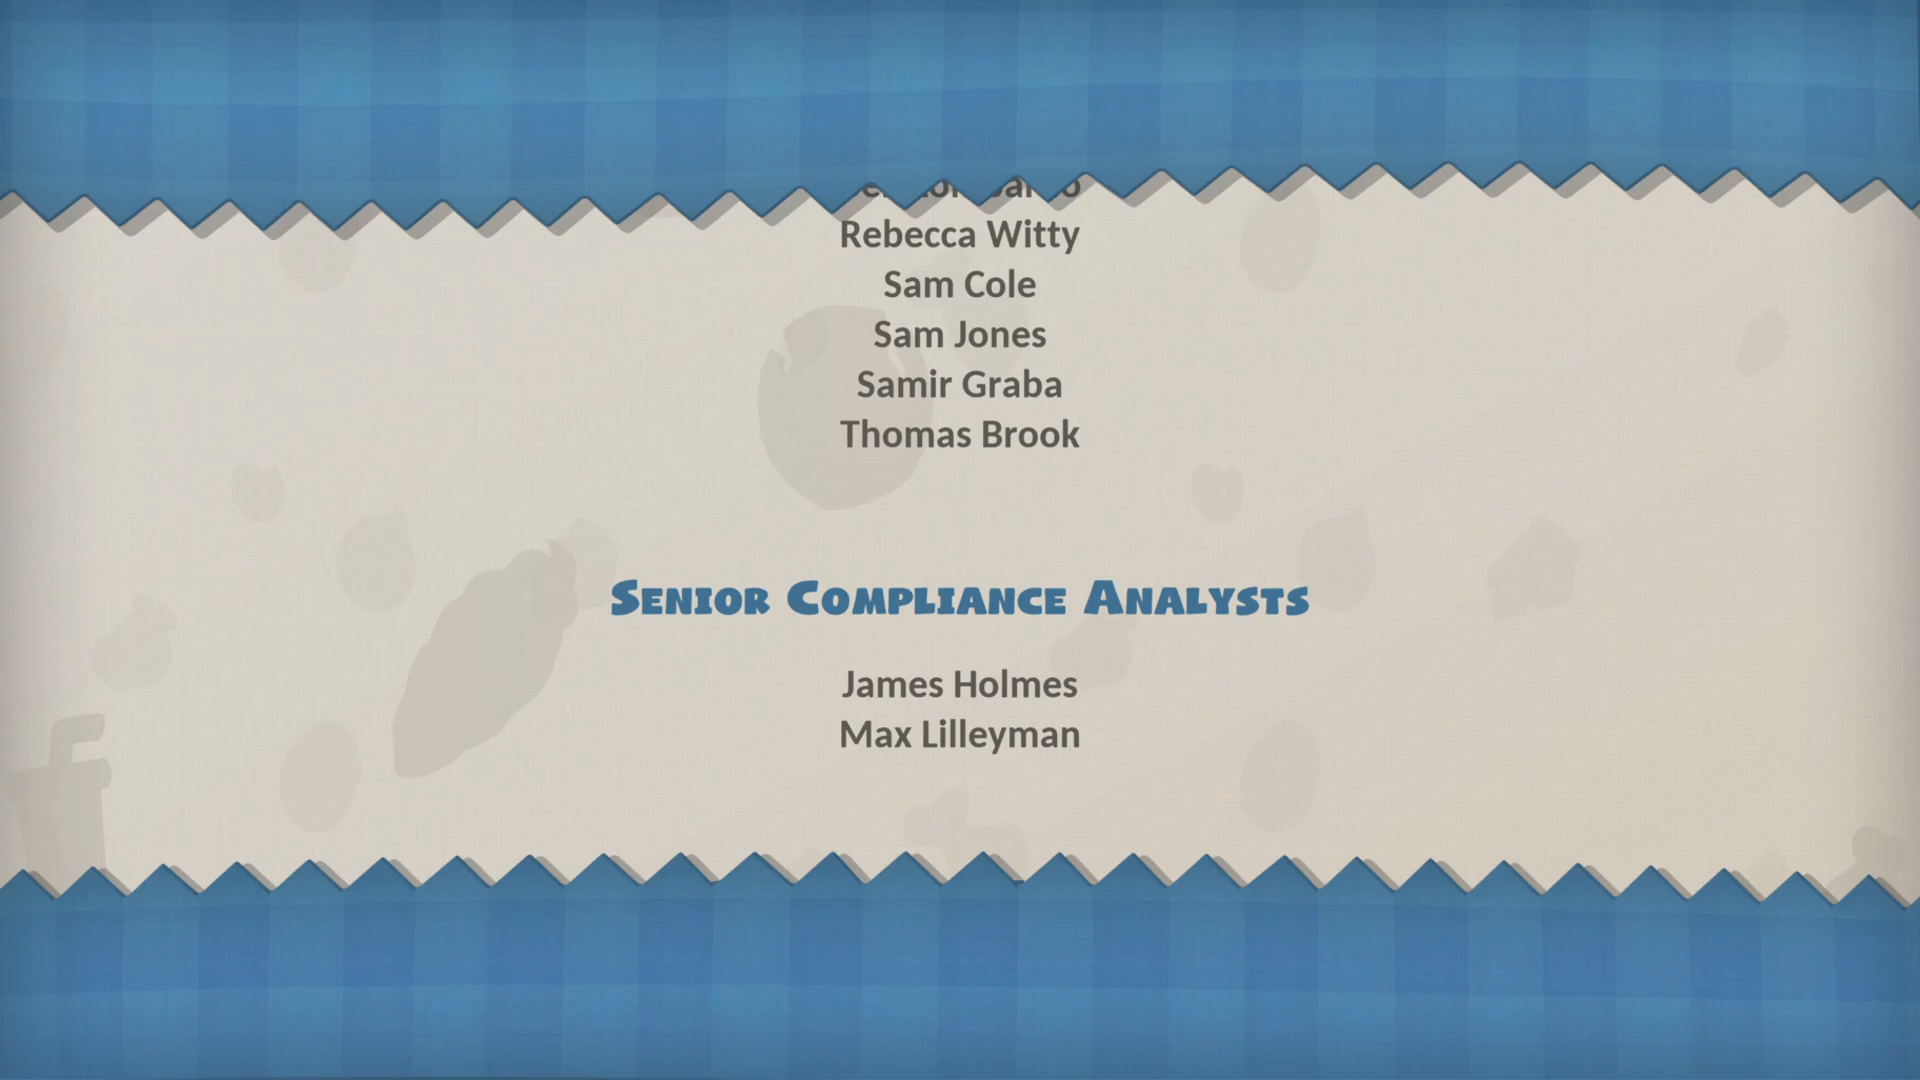 Rebecca Witty
Sam Cole
Sam Jones
Samir Graba
Thomas Brook
Senior Compliance Analysts
James Holmes
Max Lilleyman